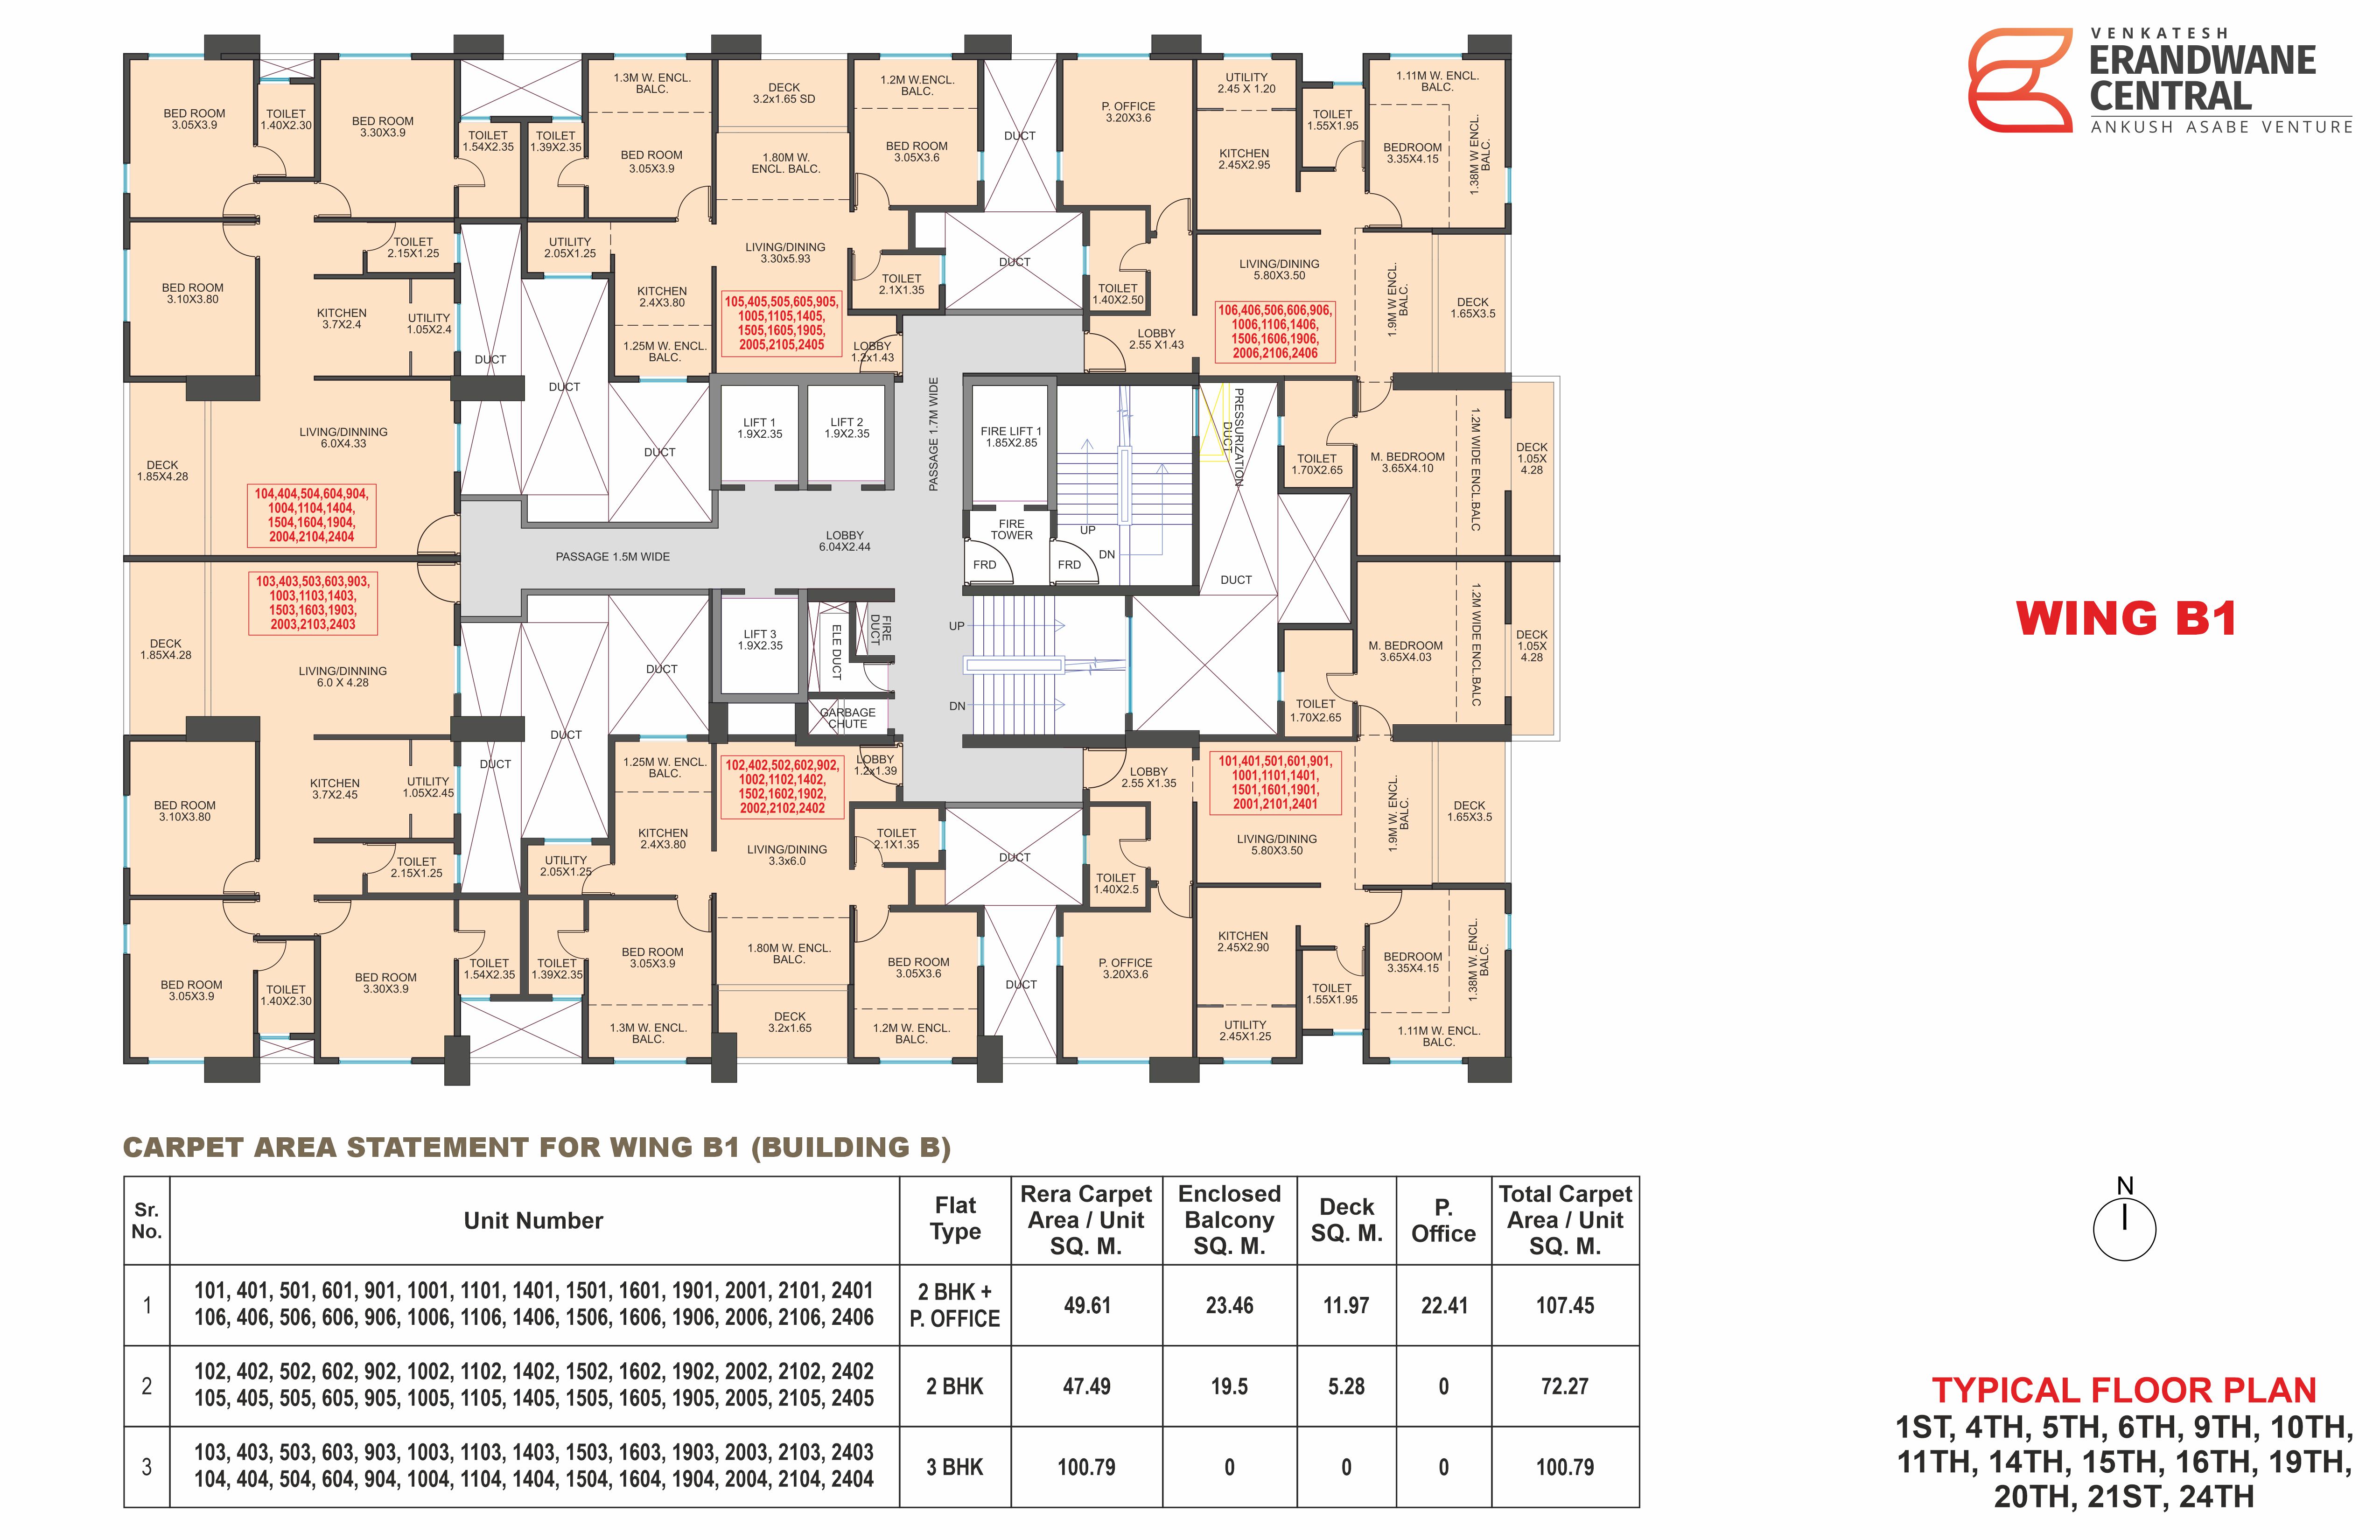 VENKATESH
ERANDWANE
CENTRAL
ANKUSH ASABE VENTURE
BED ROOM
3.05X3.9
TOILET
1.40X2.30
BED ROOM
3.30X3.9
TOILET
1.54X2.35
TOILET
1.39X2.35
1.3M W. ENCL.
BALC.
BED ROOM
3.05X3.9
DECK
3.2x1.65 SD
1.80M W.
ENCL. BALC.
1.2M W.ENCL.
BALC.
BED ROOM
3.05X3.6
DUCT
P. OFFICE
3.20X3.6
UTILITY
2.45 X 1.20
KITCHEN
2.45X2.95
TOILET
1.55X1.95
1.11M W. ENCL.
BALC.
BEDROOM
3.35X4.15
1.38M W ENCL.
BALC.
BED ROOM
3.10X3.80
TOILET
2.15X1.25
KITCHEN
3.7X2.4
UTILITY
1.05X2.4
DUCT
DUCT
DUCT
UTILITY
2.05X1.25
KITCHEN
2.4X3.80
1.25M W. ENCL.
BALC.
LIVING/DINING
3.30x5.93
105,405,505,605,905,
1005,1105,1405,
1505,1605,1905,
2005,2105,2405
LOBBY
1.2x1.43
TOILET
2.1X1.35
DUCT
TOILET
1.40X2.50
LOBBY
2.55 X1.43
LIVING/DINING
5.80X3.50
106,406,506,606,906,
1006,1106,1406,
1506,1606,1906,
2006,2106,2406
1.9M W ENCL.
BALC.
DECK
1.65X3.5
LIVING/DINNING
6.0X4.33
DECK
1.85X4.28
104,404,504,604,904,
1004,1104,1404,
1504,1604,1904,
2004,2104,2404
LIFT 1
1.9X2.35
LIFT 2
1.9X2.35
PASSAGE 1.7M WIDE
FIRE LIFT 1
1.85X2.85
FIRE
TOWER
FRD
FRD
UP
DN
PRESSURIZATION
DUCT
DUCT
TOILET
1.70X2.65
M. BEDROOM
3.65X4.10
1.2M WIDE ENCL.BALC
DECK
1.05X
4.28
PASSAGE 1.5M WIDE
LOBBY
6.04X2.44
103,403,503,603,903,
1003,1103,1403,
1503,1603,1903,
2003,2103,2403
DECK
1.85X4.28
LIVING/DINNING
6.0 X 4.28
DUCT
DUCT
DUCT
LIFT 3
1.9X2.35
ELE DUCT
FIRE
DUCT
GARBAGE
CHUTE
UP
DN
TOILET
1.70X2.65
M. BEDROOM
3.65X4.03
1.2M WIDE ENCL.BALC
DECK
1.05X
4.28
WING B1
BED ROOM
3.10X3.80
KITCHEN
3.7X2.45
UTILITY
1.05X2.45
TOILET
2.15X1.25
1.25M W. ENCL.
BALC.
KITCHEN
2.4X3.80
UTILITY
2.05X1.25
102,402,502,602,902,
1002,1102,1402,
1502,1602,1902,
2002,2102,2402
LOBBY
1.2x1.39
LIVING/DINING
3.3x6.0
TOILET
2.1X1.35
DUCT
LOBBY
2.55 X1.35
TOILET
1.40X2.5
101,401,501,601,901,
1001,1101,1401,
1501,1601,1901,
2001,2101,2401
LIVING/DINING
5.80X3.50
1.9M W. ENCL.
BALC.
DECK
1.65X3.5
BED ROOM
3.05X3.9
TOILET
1.40X2.30
BED ROOM
3.30X3.9
TOILET
1.54X2.35
TOILET
1.39X2.35
BED ROOM
3.05X3.9
1.3M W. ENCL.
BALC.
1.80M W. ENCL.
BALC.
DECK
3.2x1.65
BED ROOM
3.05X3.6
1.2M W. ENCL.
BALC.
DUCT
P. OFFICE
3.20X3.6
KITCHEN
2.45X2.90
UTILITY
2.45X1.25
TOILET
1.55X1.95
BEDROOM
3.35X4.15
1.38M W. ENCL.
BALC.
1.11M W. ENCL.
BALC.
CARPET AREA STATEMENT FOR WING B1 (BUILDING B)
Sr. No. Unit Number Flat Type Rera Carpet Area / Unit SQ. M. Enclosed Balcony SQ. M. Deck SQ. M. P. Office Total Carpet Area / Unit SQ. M.
1 101, 401, 501, 601, 901, 1001, 1101, 1401, 1501, 1601, 1901, 2001, 2101, 2401
106, 406, 506, 606, 906, 1006, 1106, 1406, 1506, 1606, 1906, 2006, 2106, 2406
2 BHK + P. OFFICE 49.61 23.46 11.97 22.41 107.45
2 102, 402, 502, 602, 902, 1002, 1102, 1402, 1502, 1602, 1902, 2002, 2102, 2402
105, 405, 505, 605, 905, 1005, 1105, 1405, 1505, 1605, 1905, 2005, 2105, 2405
2 BHK 47.49 19.5 5.28 0 72.27
3 103, 403, 503, 603, 903, 1003, 1103, 1403, 1503, 1603, 1903, 2003, 2103, 2403
104, 404, 504, 604, 904, 1004, 1104, 1404, 1504, 1604, 1904, 2004, 2104, 2404
3 BHK 100.79 0 0 0 100.79
N
TYPICAL FLOOR PLAN
1ST, 4TH, 5TH, 6TH, 9TH, 10TH,
11TH, 14TH, 15TH, 16TH, 19TH,
20TH, 21ST, 24TH